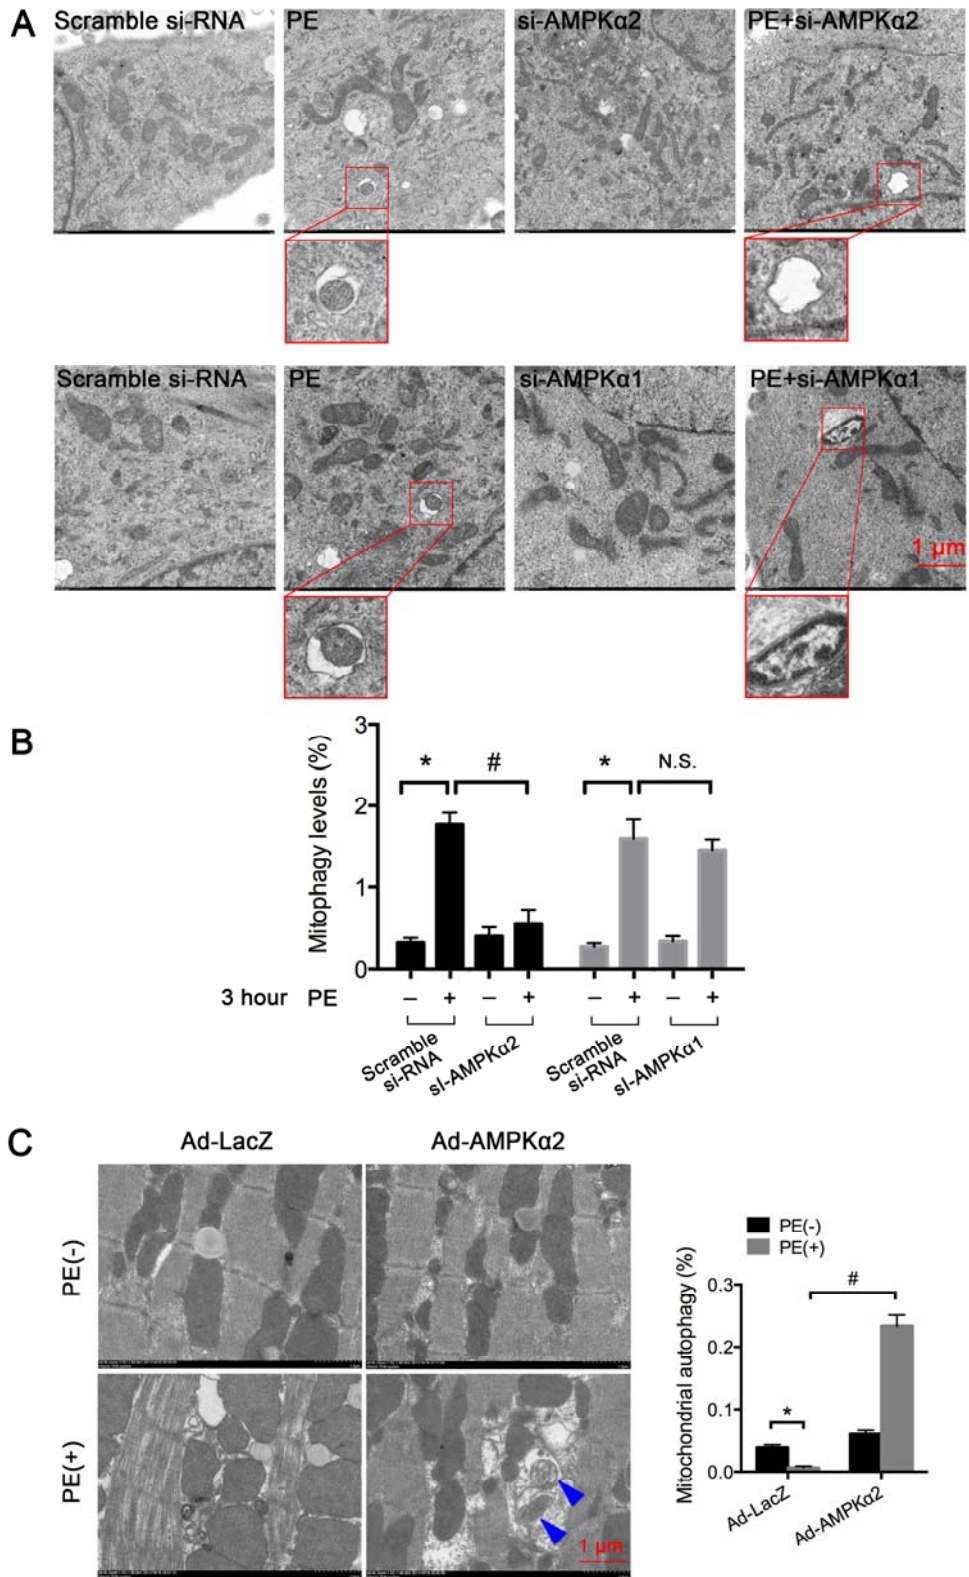 A
Scramble si-RNA
PE
si-AMPKα2
PE+si-AMPKα2
Scramble si-RNA
PE
si-AMPKα1
PE+si-AMPKα1
1 μm
B
Mitophagy levels (%)
3
2
1
0
*
#
*
N.S.
3 hour PE – + – + – + – +
Scramble
si-RNA
sI-AMPKα2
Scramble
si-RNA
sI-AMPKα1
C
Ad-LacZ
Ad-AMPKα2
PE(-)
PE(+)
1 μm
PE(-)
PE(+)
Mitochondrial autophagy (%)
0.3
0.2
0.1
0.0
*
#
Ad-LacZ
Ad-AMPKα2